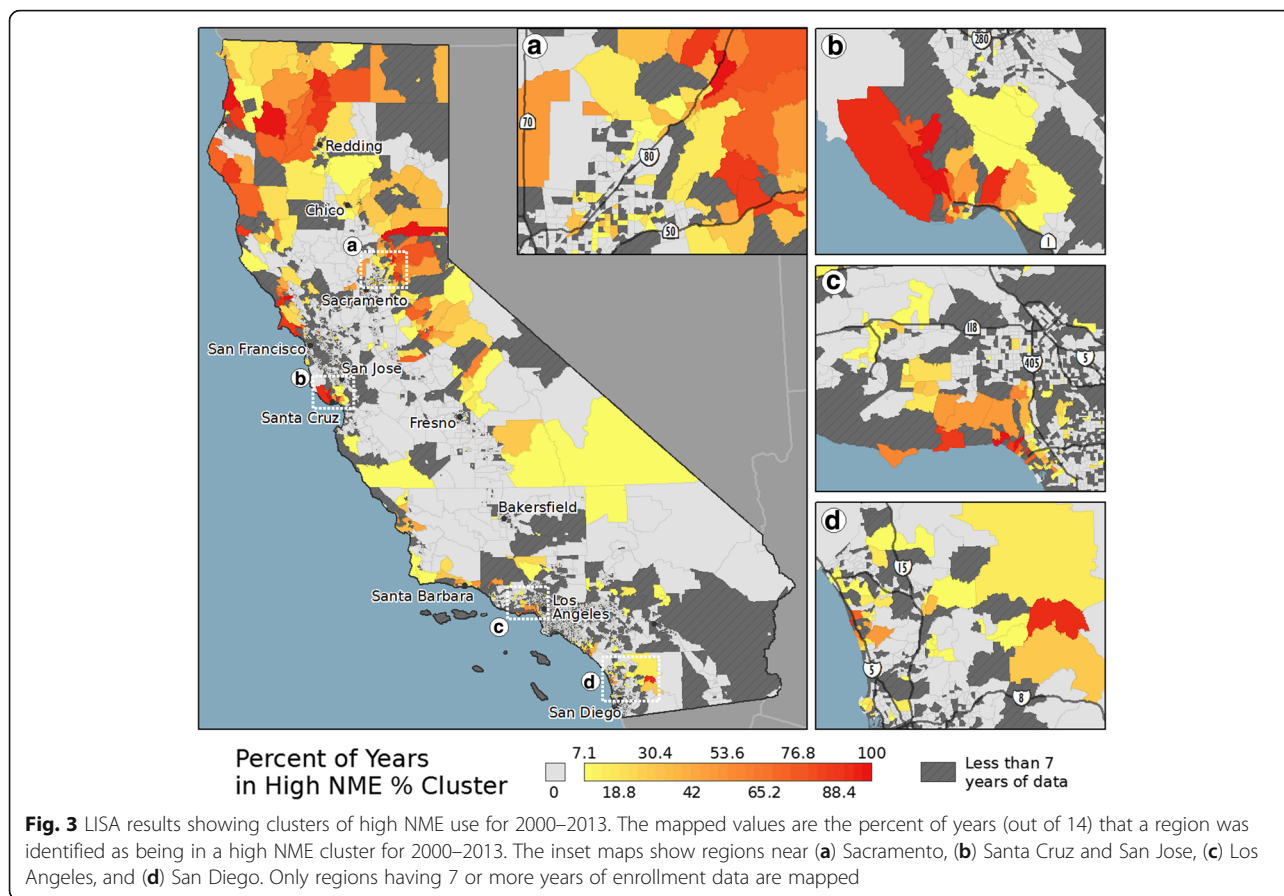 a
70
80
50
b
280
1
c
118
405
5
d
15
5
8
Redding
Chico
a
Sacramento
San Francisco
San Jose
b
Santa Cruz
Fresno
Bakersfield
Santa Barbara
Los
Angeles
c
d
San Diego
Percent of Years
in High NME % Cluster
7.1 30.4 53.6 76.8 100
0 18.8 42 65.2 88.4
Less than 7
years of data
Fig. 3 LISA results showing clusters of high NME use for 2000–2013. The mapped values are the percent of years (out of 14) that a region was
identified as being in a high NME cluster for 2000–2013. The inset maps show regions near (a) Sacramento, (b) Santa Cruz and San Jose, (c) Los
Angeles, and (d) San Diego. Only regions having 7 or more years of enrollment data are mapped